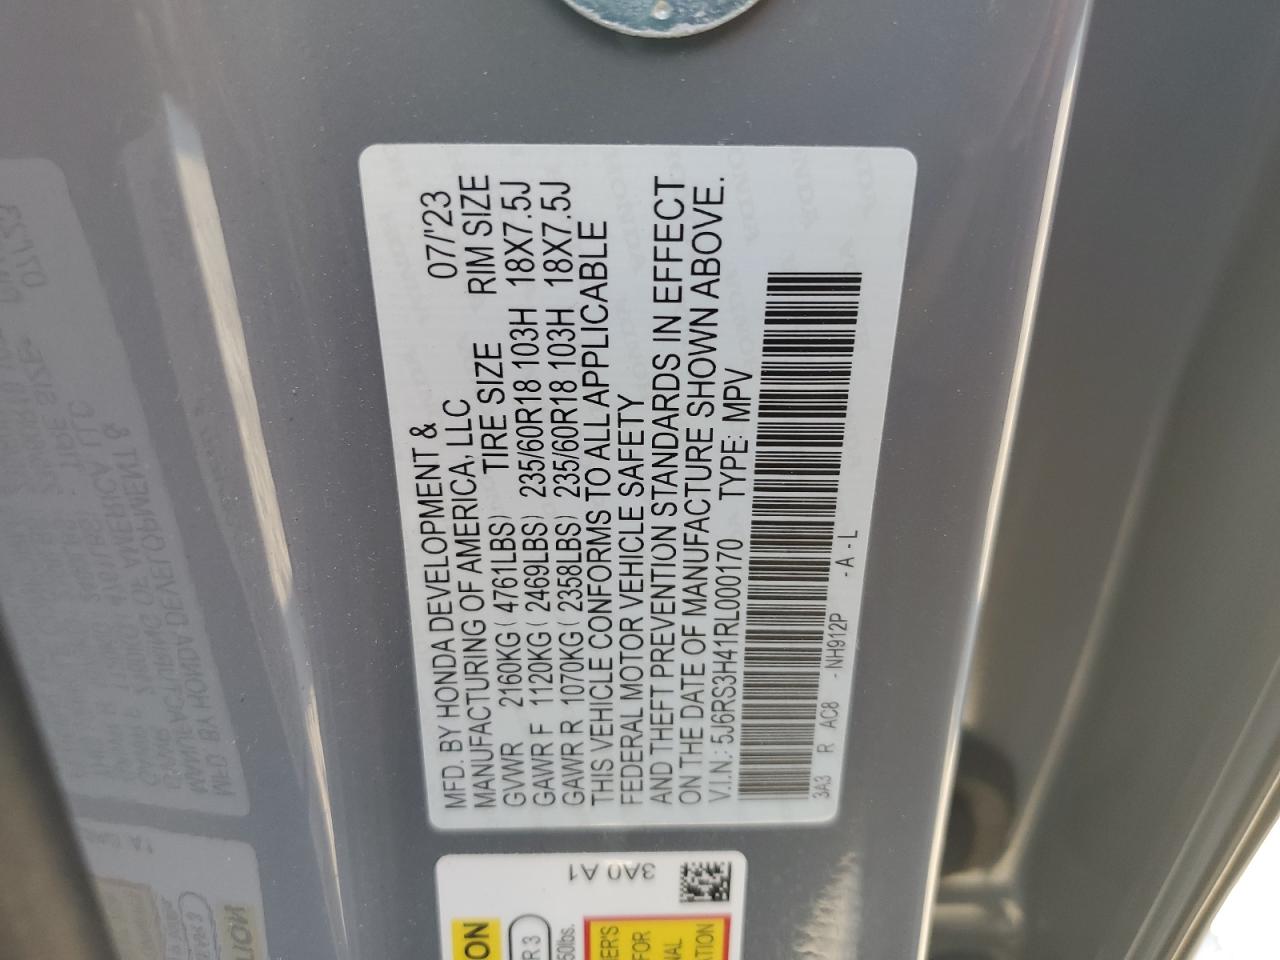 MFD. BY HONDA DEVELOPMENT &
MANUFACTURING OF AMERICA, LLC 07/'23
TIRE SIZE RIM SIZE
GVWR 2160KG ( 4761LBS)
GAWR F 1120KG ( 2469LBS) 235/60R18 103H 18X7.5J
GAWR R 1070KG ( 2358LBS) 235/60R18 103H 18X7.5J
THIS VEHICLE CONFORMS TO ALL APPLICABLE
FEDERAL MOTOR VEHICLE SAFETY
AND THEFT PREVENTION STANDARDS IN EFFECT
ON THE DATE OF MANUFACTURE SHOWN ABOVE.
V.I.N.: 5J6RS3H41RL000170 TYPE: MPV
3A3 R AC8 -NH912P -A-L
3A0 A1